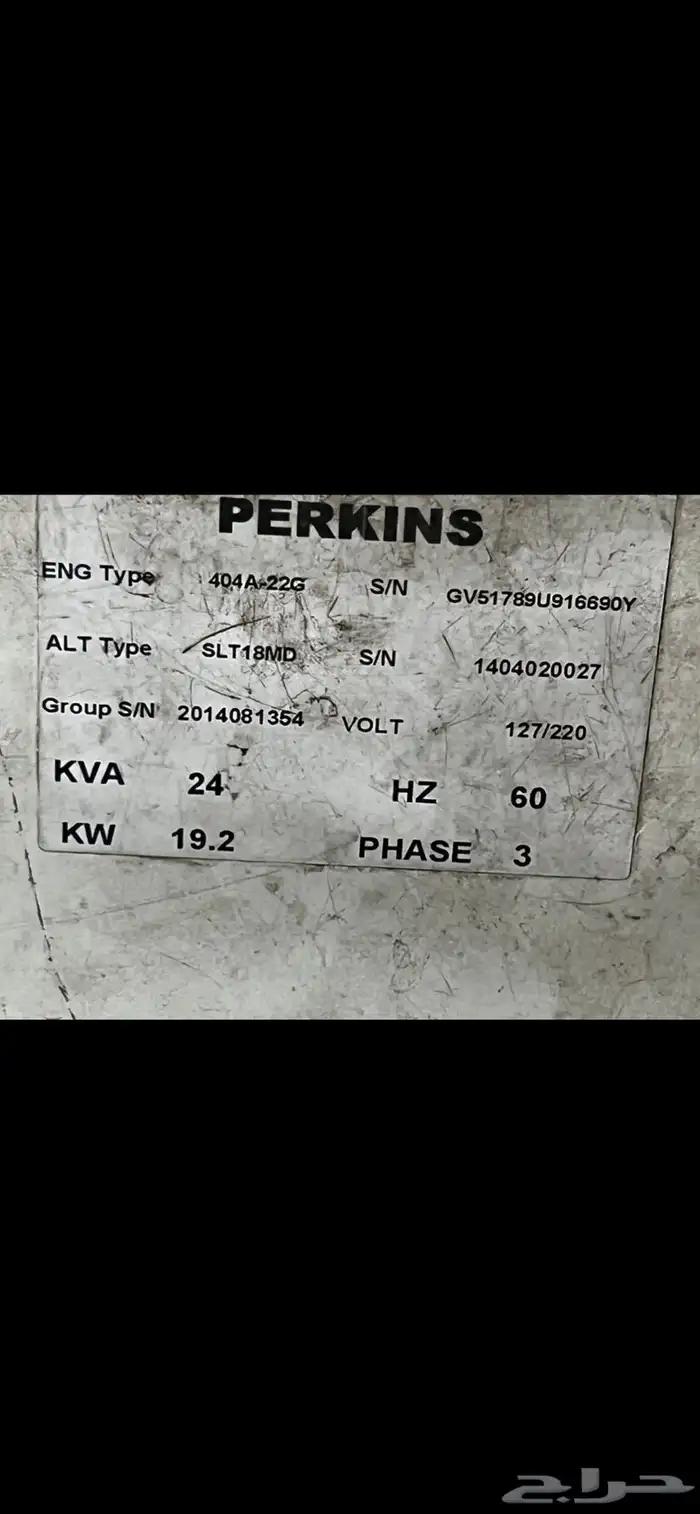 PERKINS
ENG Type : 404A-22G S/N GV51789U916690Y
ALT Type SLT18MD S/N 1404020027
Group S/N 2014081354 VOLT 127/220
KVA 24 HZ 60
KW 19.2 PHASE 3
حراج